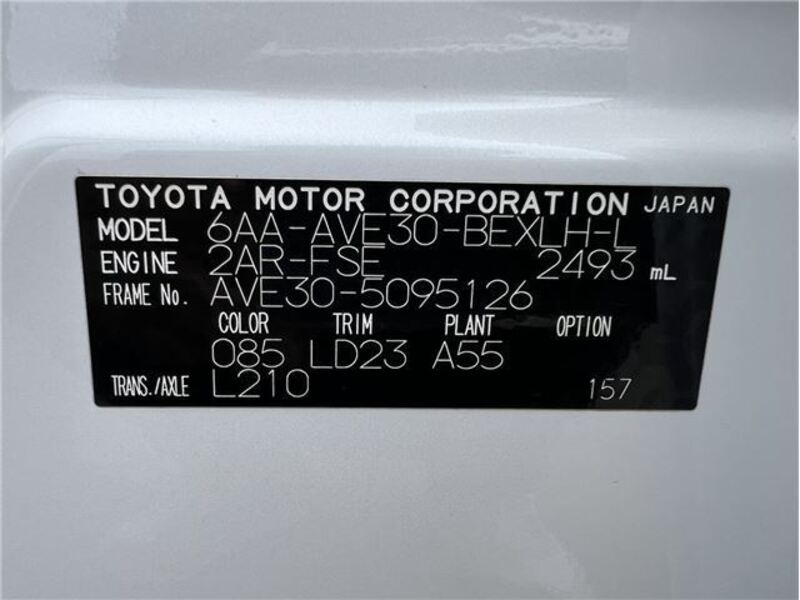 TOYOTA MOTOR CORPORATION JAPAN
MODEL 6AA-AVE30-BEXLH-L
ENGINE 2AR-FSE 2493 mL
FRAME No. AVE30-5095126
COLOR TRIM PLANT OPTION
085 LD23 A55
TRANS./AXLE L210 157